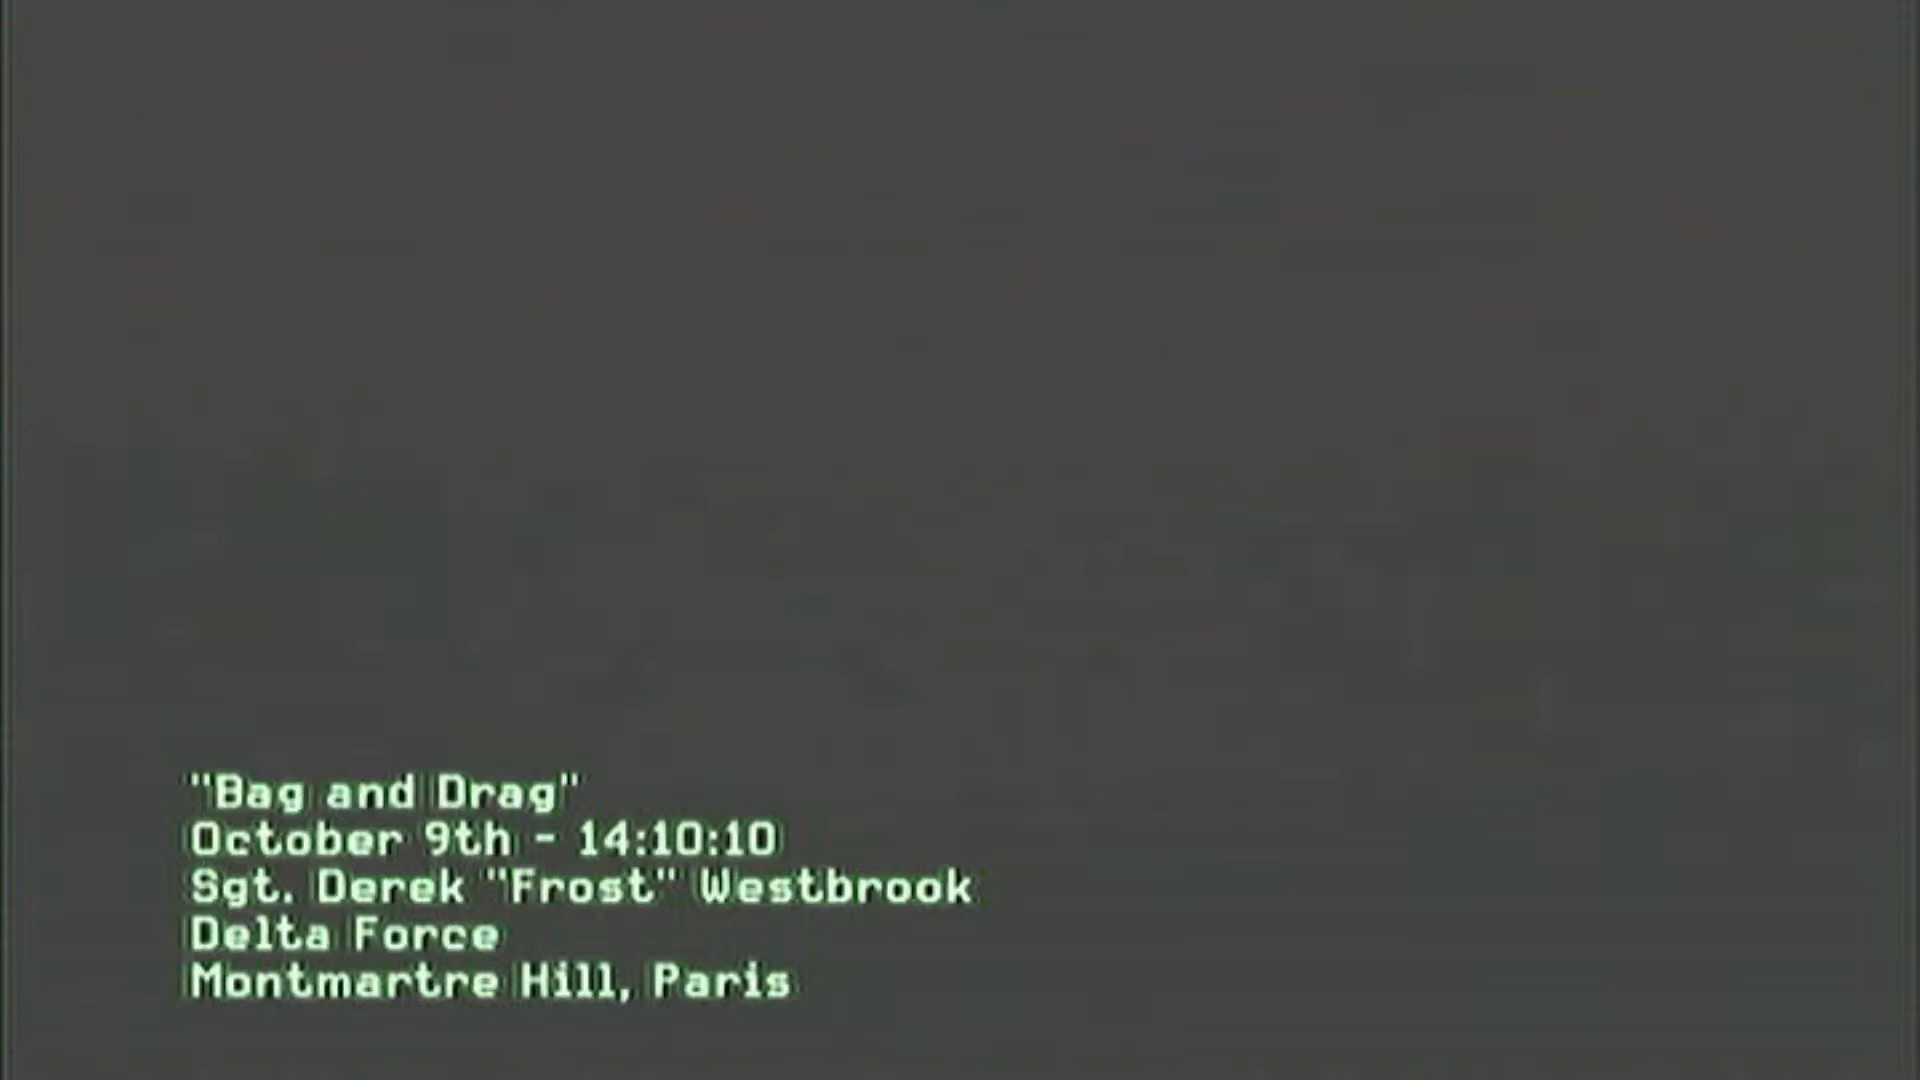 "Bag and Drag"
October 9th - 14:10:10
Sgt. Derek "Frost" Westbrook
Delta Force
Montmartre Hill, Paris